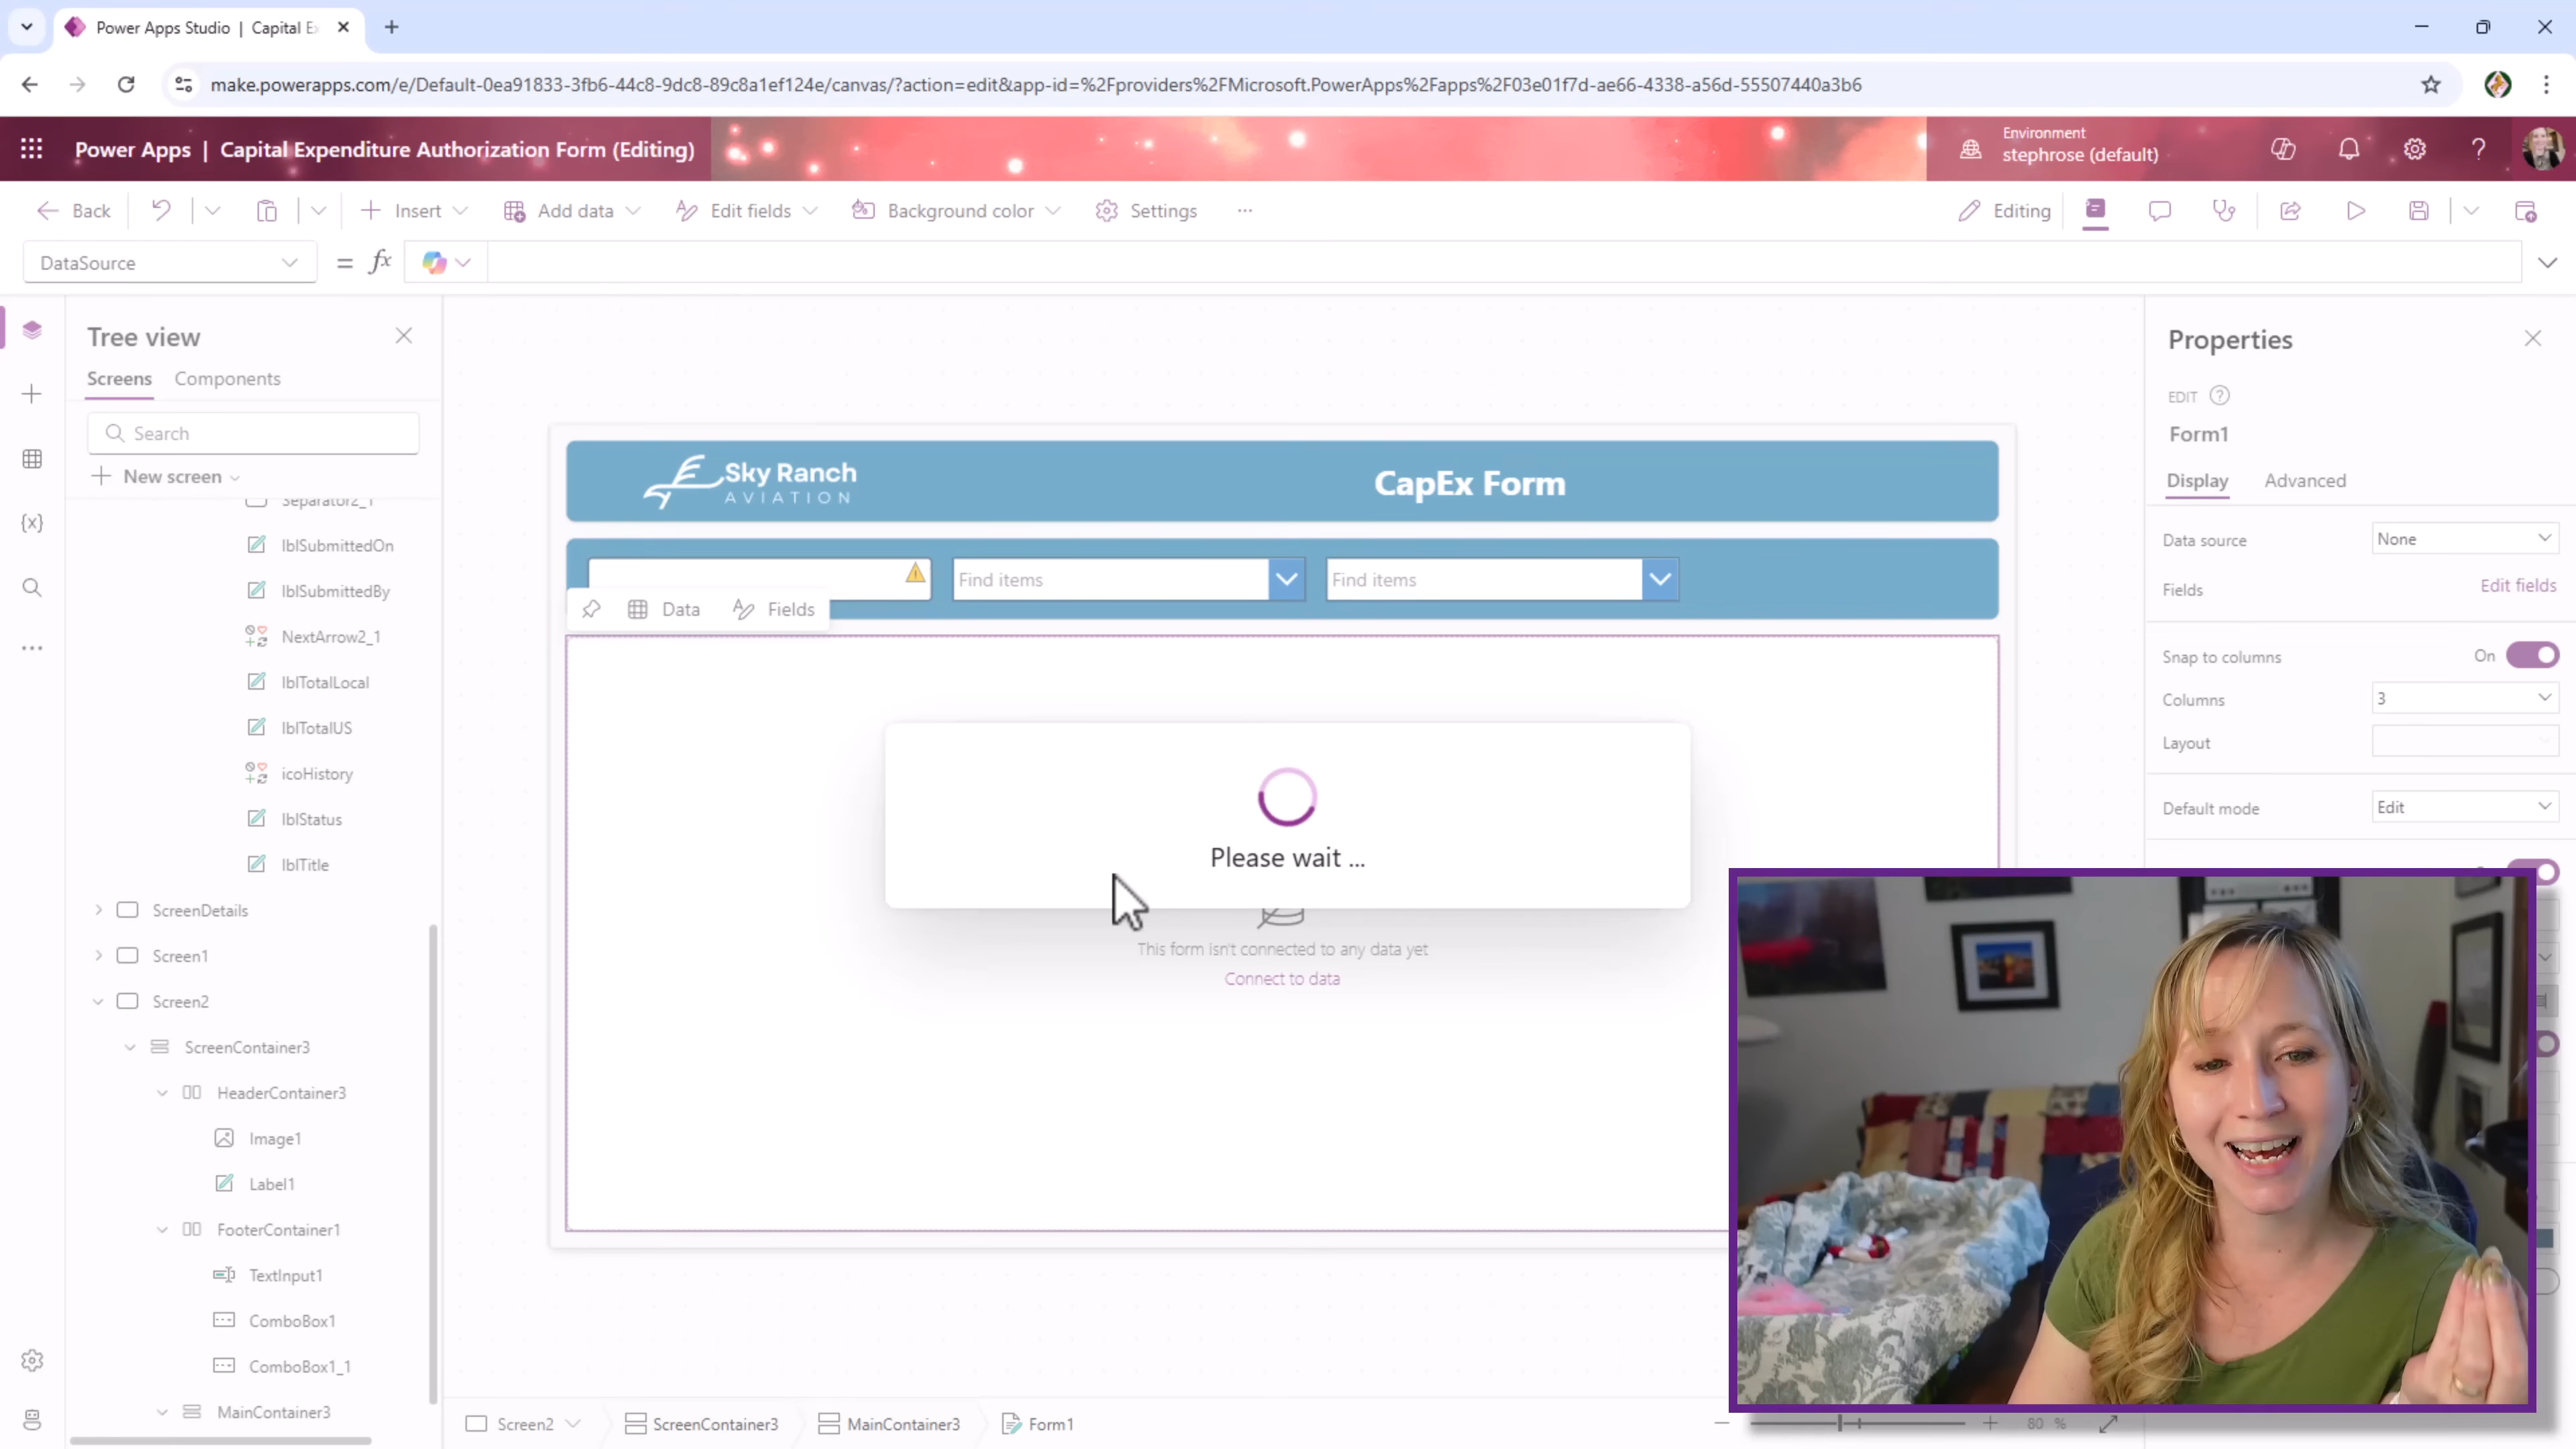 Power Apps Studio | Capital Ex
make.powerapps.com/e/Default-0ea91833-3fb6-44c8-9dc8-89c8a1ef124e/canvas/?action=edit&app-id=%2Fproviders%2FMicrosoft.PowerApps%2Fapps%2F03e01f7d-ae66-4338-a56d-55507440a3b6
Power Apps | Capital Expenditure Authorization Form (Editing)
Environment
stephrose (default)
Back
Insert
Add data
Edit fields
Background color
Settings
...
Editing
DataSource
= fx
Tree view
Screens
Components
Search
New screen
Separator2_1
lblSubmittedOn
lblSubmittedBy
NextArrow2_1
lblTotalLocal
lblTotalUS
icoHistory
lblStatus
lblTitle
ScreenDetails
Screen1
Screen2
ScreenContainer3
HeaderContainer3
Image1
Label1
FooterContainer1
TextInput1
ComboBox1
ComboBox1_1
MainContainer3
Sky Ranch
AVIATION
CapEx Form
Find items
Find items
Data
Fields
Please wait ...
This form isn't connected to any data yet
Connect to data
Screen2
ScreenContainer3
MainContainer3
Form1
80 %
Properties
EDIT
Form1
Display
Advanced
Data source
None
Fields
Edit fields
Snap to columns
On
Columns
3
Layout
Default mode
Edit